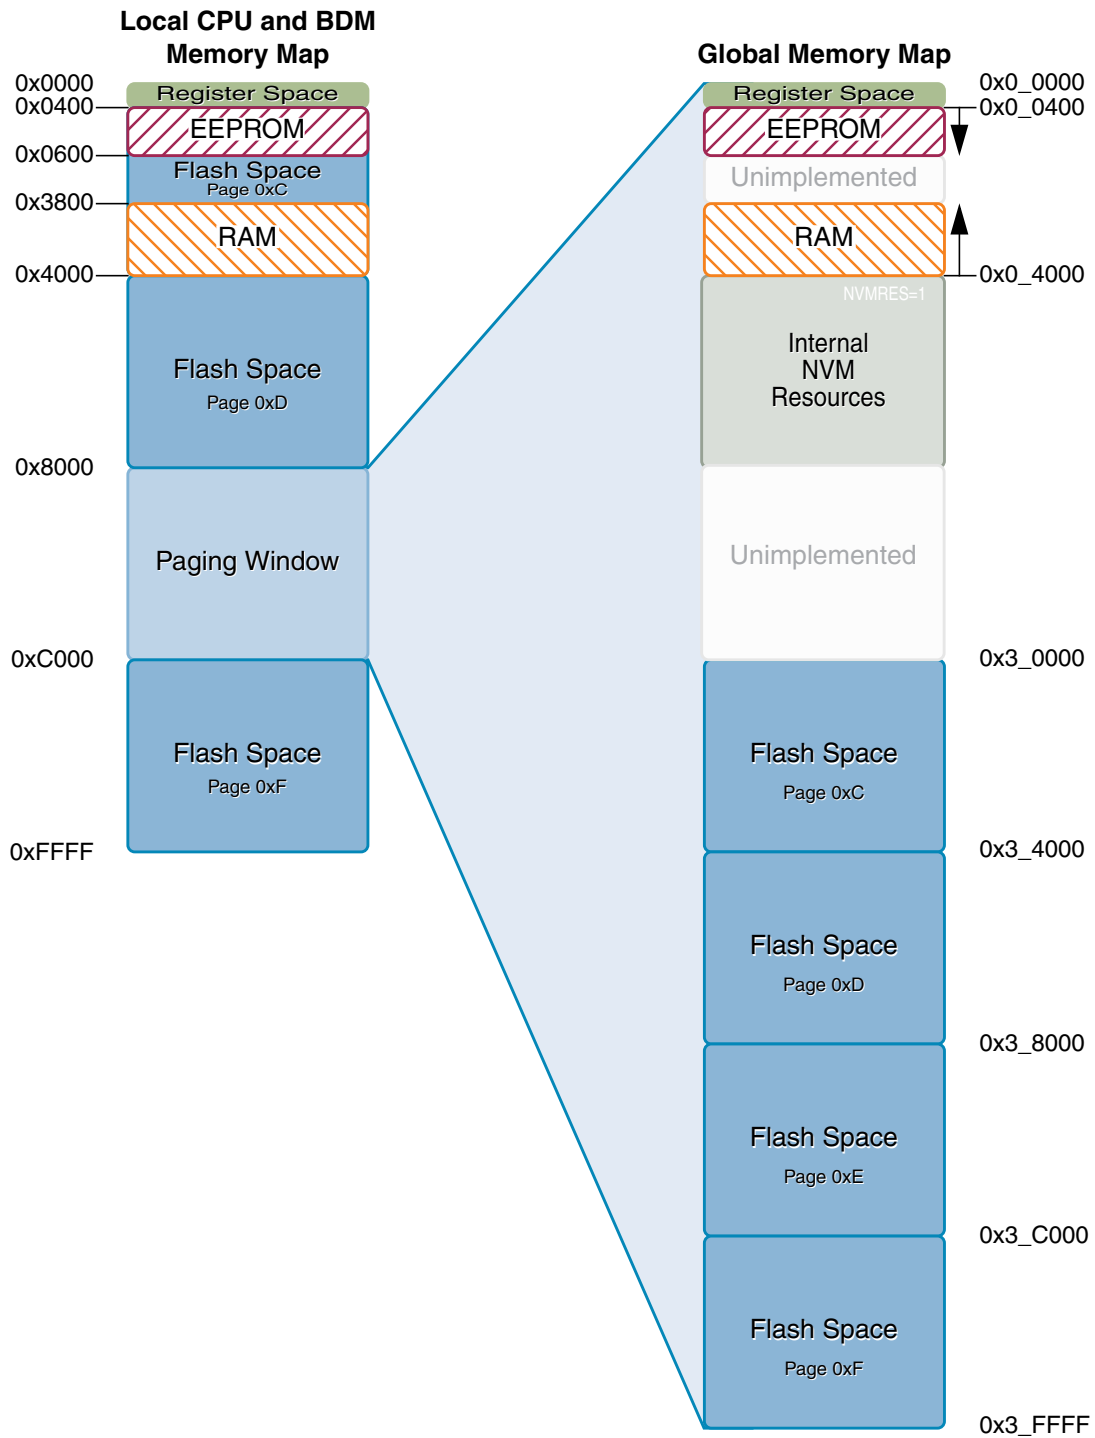 Local CPU and BDM
Memory Map
0x0000
Register Space
0x0400
EEPROM
0x0600
Flash Space
Page 0xC
0x3800
RAM
0x4000
Flash Space
Page 0xD
0x8000
Paging Window
0xC000
Flash Space
Page 0xF
0xFFFF
Global Memory Map
0x0_0000
Register Space
0x0_0400
EEPROM
Unimplemented
RAM
0x0_4000
NVMRES=1
Internal
NVM
Resources
Unimplemented
0x3_0000
Flash Space
Page 0xC
0x3_4000
Flash Space
Page 0xD
0x3_8000
Flash Space
Page 0xE
0x3_C000
Flash Space
Page 0xF
0x3_FFFF